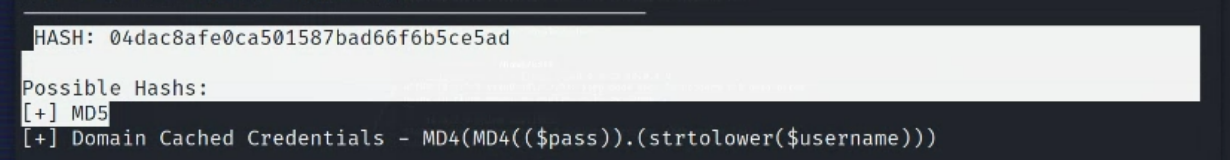 HASH: 04dac8afe0ca501587bad66f6b5ce5ad
Possible Hashs:
[+] MD5
[+] Domain Cached Credentials - MD4(MD4(($pass)).(strtolower($username)))